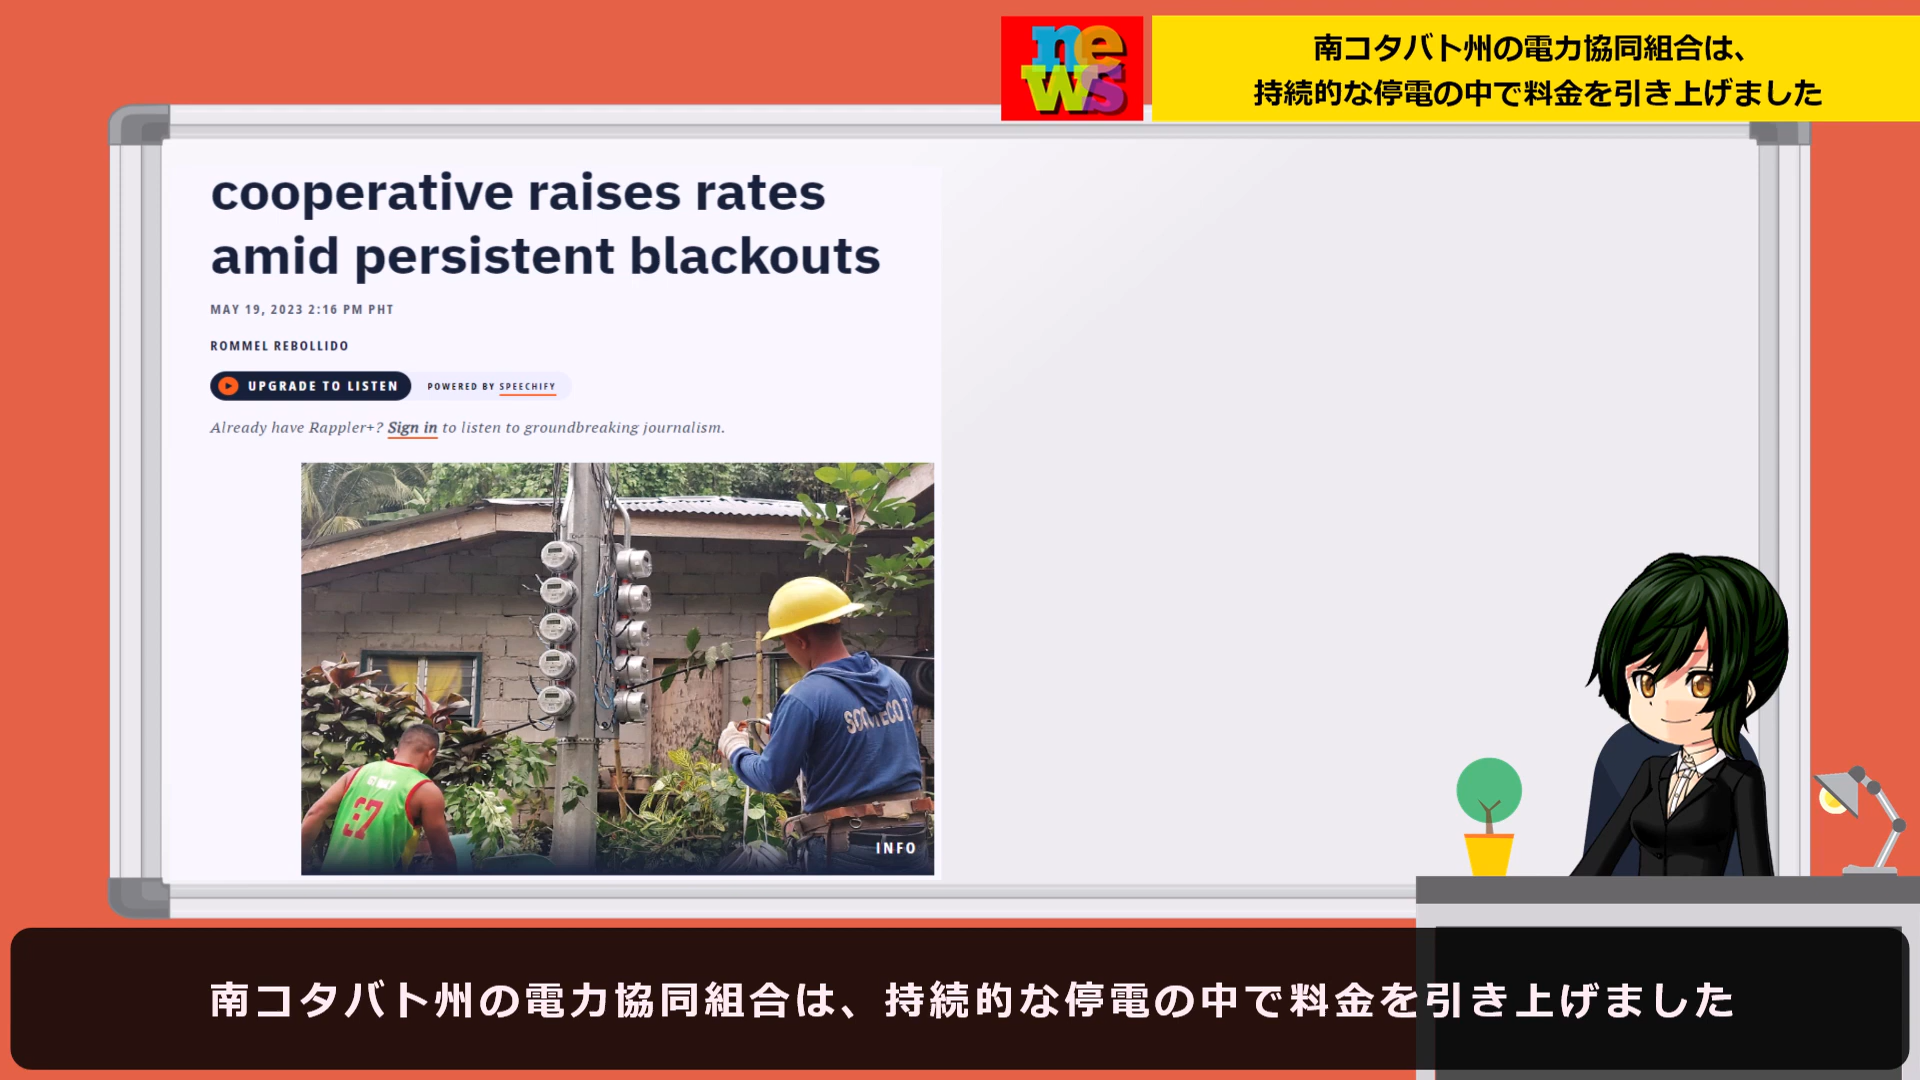 news
南コタバト州の電力協同組合は、
持続的な停電の中で料金を引き上げました
cooperative raises rates
amid persistent blackouts
MAY 19, 2023 2:16 PM PHT
ROMMEL REBOLLIDO
UPGRADE TO LISTEN
POWERED BY SPEECHIFY
Already have Rappler+? Sign in to listen to groundbreaking journalism.
37
INFO
南コタバト州の電力協同組合は、持続的な停電の中で料金を引き上げました